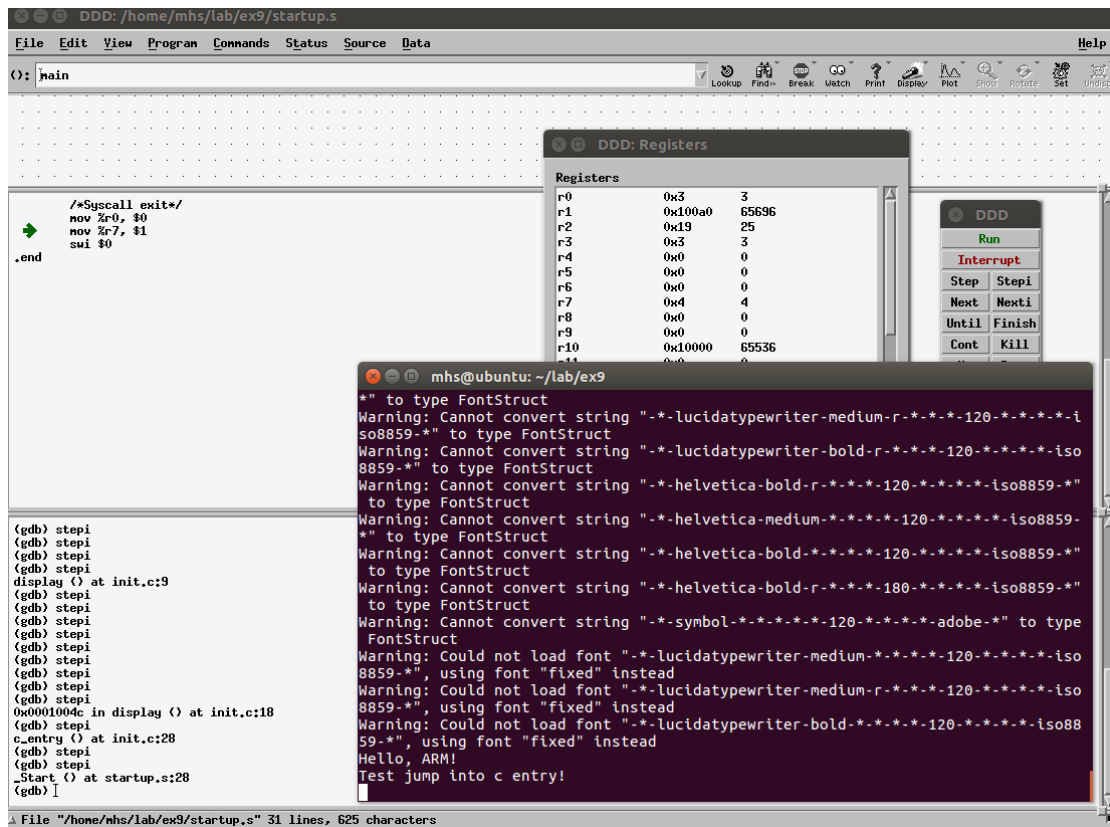 DDD: /home/mhs/lab/ex9/startup.s
File Edit View Program Commands Status Source Data Help
(): main
Lookup Find» Break Watch Print Display Plot Show Rotate Set
DDD: Registers
Registers
r0 0x3 3
r1 0x100a0 65696
r2 0x19 25
r3 0x3 3
r4 0x0 0
r5 0x0 0
r6 0x0 0
r7 0x4 4
r8 0x0 0
r9 0x0 0
r10 0x10000 65536
/*Syscall exit*/
mov %r0, $0
mov %r7, $1
swi $0
.end
DDD
Run
Interrupt
Step Stepi
Next Nexti
Until Finish
Cont Kill
mhs@ubuntu: ~/lab/ex9
*" to type FontStruct
Warning: Cannot convert string "-*-lucidatypewriter-medium-r-*-*-*-120-*-*-*-*-i
so8859-*" to type FontStruct
Warning: Cannot convert string "-*-lucidatypewriter-bold-r-*-*-*-120-*-*-*-*-iso
8859-*" to type FontStruct
Warning: Cannot convert string "-*-helvetica-bold-r-*-*-*-120-*-*-*-*-iso8859-*"
to type FontStruct
Warning: Cannot convert string "-*-helvetica-medium-*-*-*-*-120-*-*-*-*-iso8859-
*" to type FontStruct
Warning: Cannot convert string "-*-helvetica-bold-*-*-*-*-120-*-*-*-*-iso8859-*"
to type FontStruct
Warning: Cannot convert string "-*-helvetica-bold-r-*-*-*-180-*-*-*-*-iso8859-*"
to type FontStruct
Warning: Cannot convert string "-*-symbol-*-*-*-*-*-120-*-*-*-*-adobe-*" to type
FontStruct
Warning: Could not load font "-*-lucidatypewriter-medium-*-*-*-*-120-*-*-*-*-iso
8859-*", using font "fixed" instead
Warning: Could not load font "-*-lucidatypewriter-medium-r-*-*-*-120-*-*-*-*-iso
8859-*", using font "fixed" instead
Warning: Could not load font "-*-lucidatypewriter-bold-*-*-*-*-120-*-*-*-*-iso88
59-*", using font "fixed" instead
Hello, ARM!
Test jump into c entry!
(gdb) stepi
(gdb) stepi
(gdb) stepi
(gdb) stepi
display () at init.c:9
(gdb) stepi
(gdb) stepi
(gdb) stepi
(gdb) stepi
(gdb) stepi
(gdb) stepi
(gdb) stepi
(gdb) stepi
(gdb) stepi
0x0001004c in display () at init.c:18
(gdb) stepi
c_entry () at init.c:28
(gdb) stepi
_Start () at startup.s:28
(gdb)
File "/home/mhs/lab/ex9/startup.s" 31 lines, 625 characters